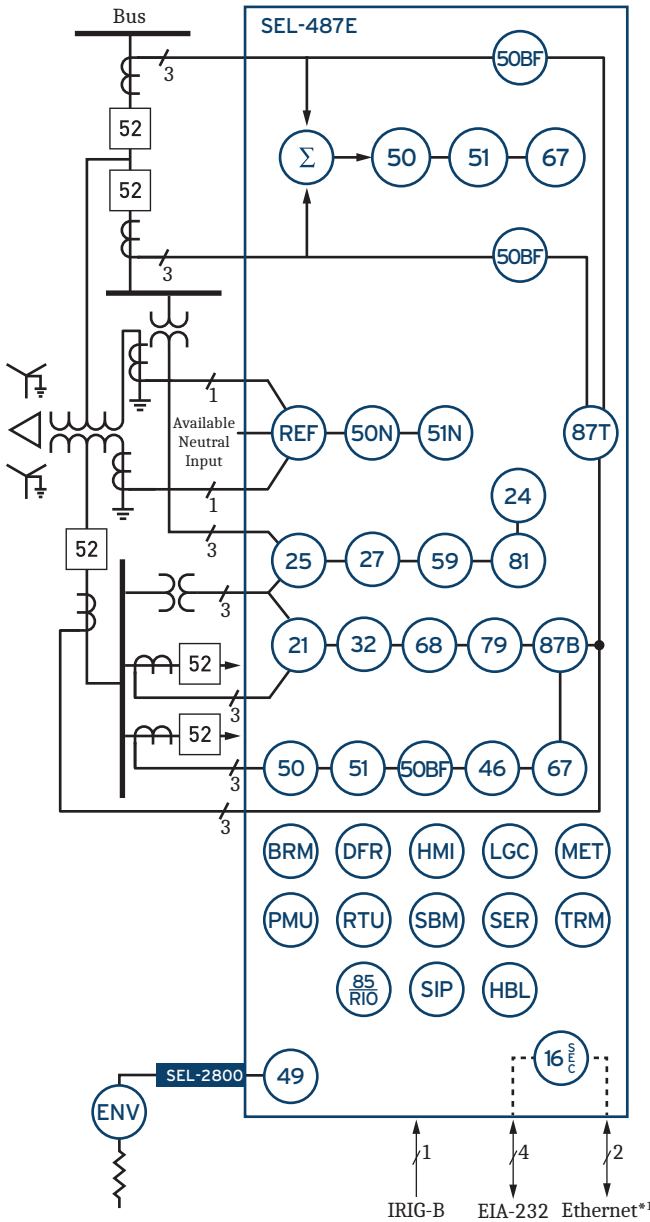 Bus
SEL-487E
3
50BF
52
Σ
50
51
67
52
3
50BF
1
Available
Neutral
Input
REF
50N
51N
87T
1
24
3
52
25
27
59
81
3
21
32
68
79
87B
52
3
52
50
51
50BF
46
67
3
3
BRM
DFR
HMI
LGC
MET
PMU
RTU
SBM
SER
TRM
85
RIO
SIP
HBL
16 SEC
SEL-2800
49
ENV
1
4
2
IRIG-B
EIA-232
Ethernet*1